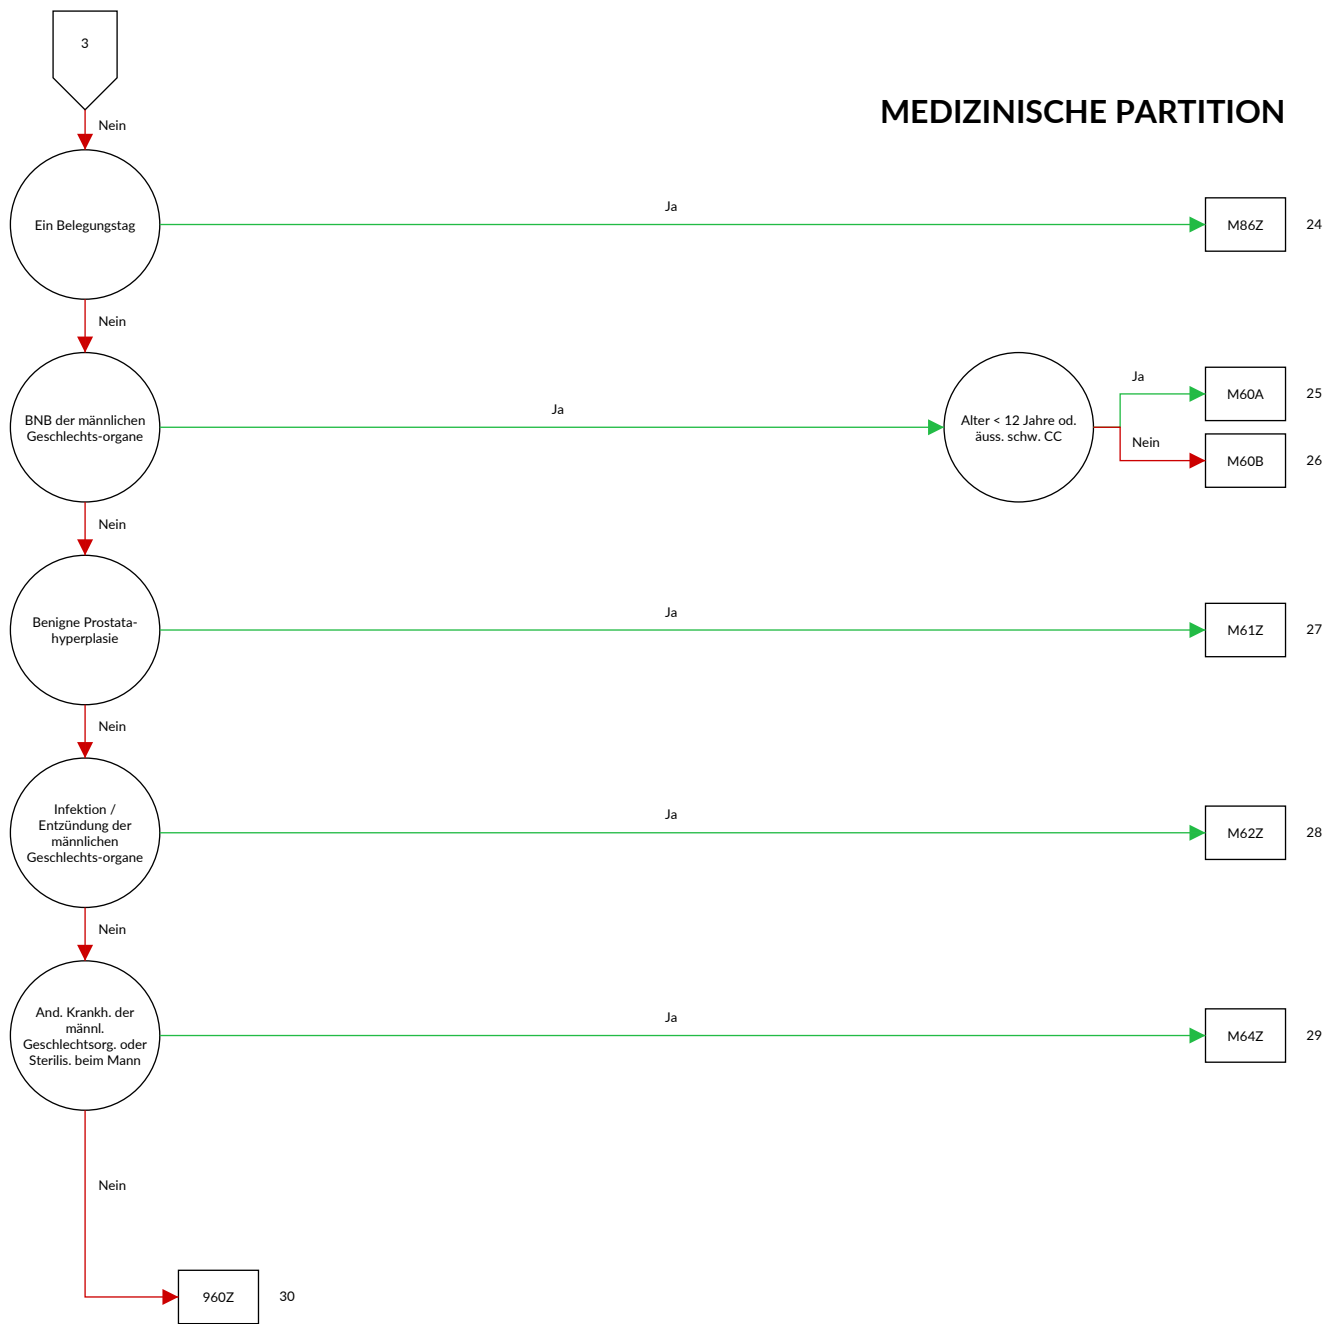 3
Nein
MEDIZINISCHE PARTITION
Ein Belegungstag
Ja
M86Z
24
Nein
BNB der männlichen
Geschlechts-organe
Ja
Alter < 12 Jahre od.
äuss. schw. CC
Ja
M60A
25
Nein
M60B
26
Nein
Benigne Prostata-
hyperplasie
Ja
M61Z
27
Nein
Infektion /
Entzündung der
männlichen
Geschlechts-organe
Ja
M62Z
28
Nein
And. Krankh. der
männl.
Geschlechtsorg. oder
Sterilis. beim Mann
Ja
M64Z
29
Nein
960Z
30